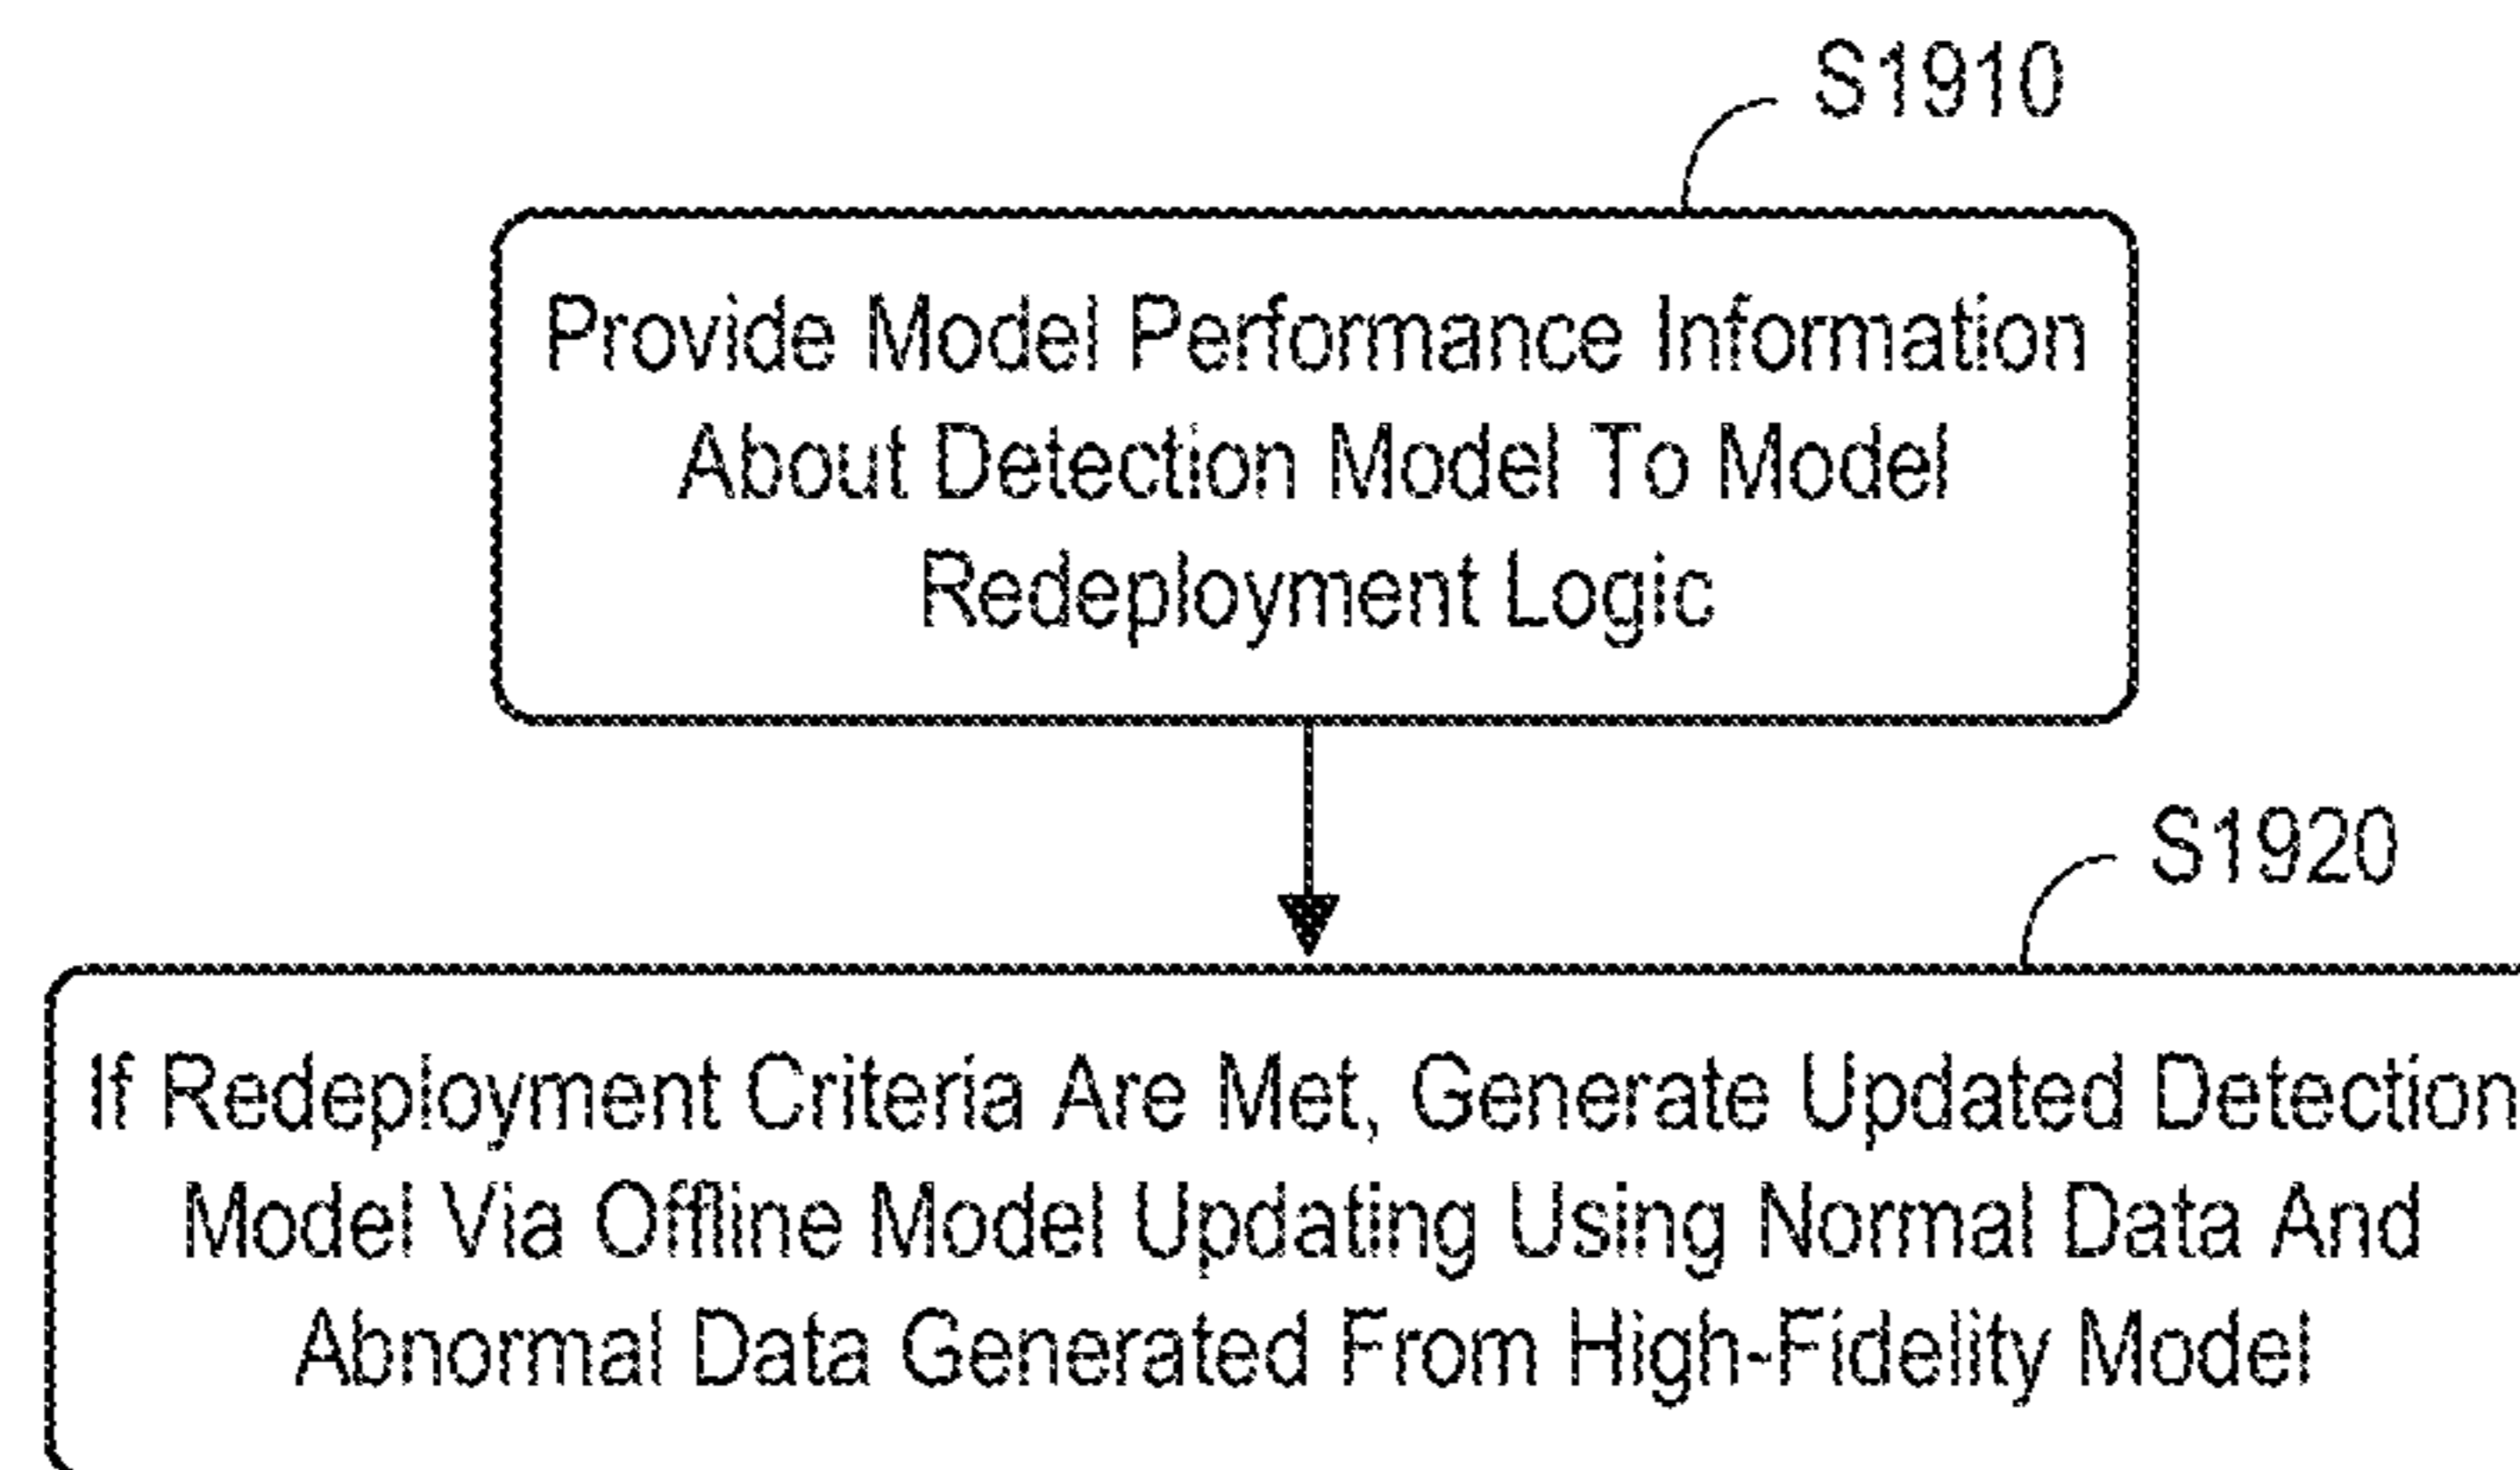 S1910
Provide Model Performance Information
About Detection Model To Model
Redeployment Logic
S1920
If Redeployment Criteria Are Met, Generate Updated Detection
Model Via Offline Model Updating Using Normal Data And
Abnormal Data Generated From High-Fidelity Model